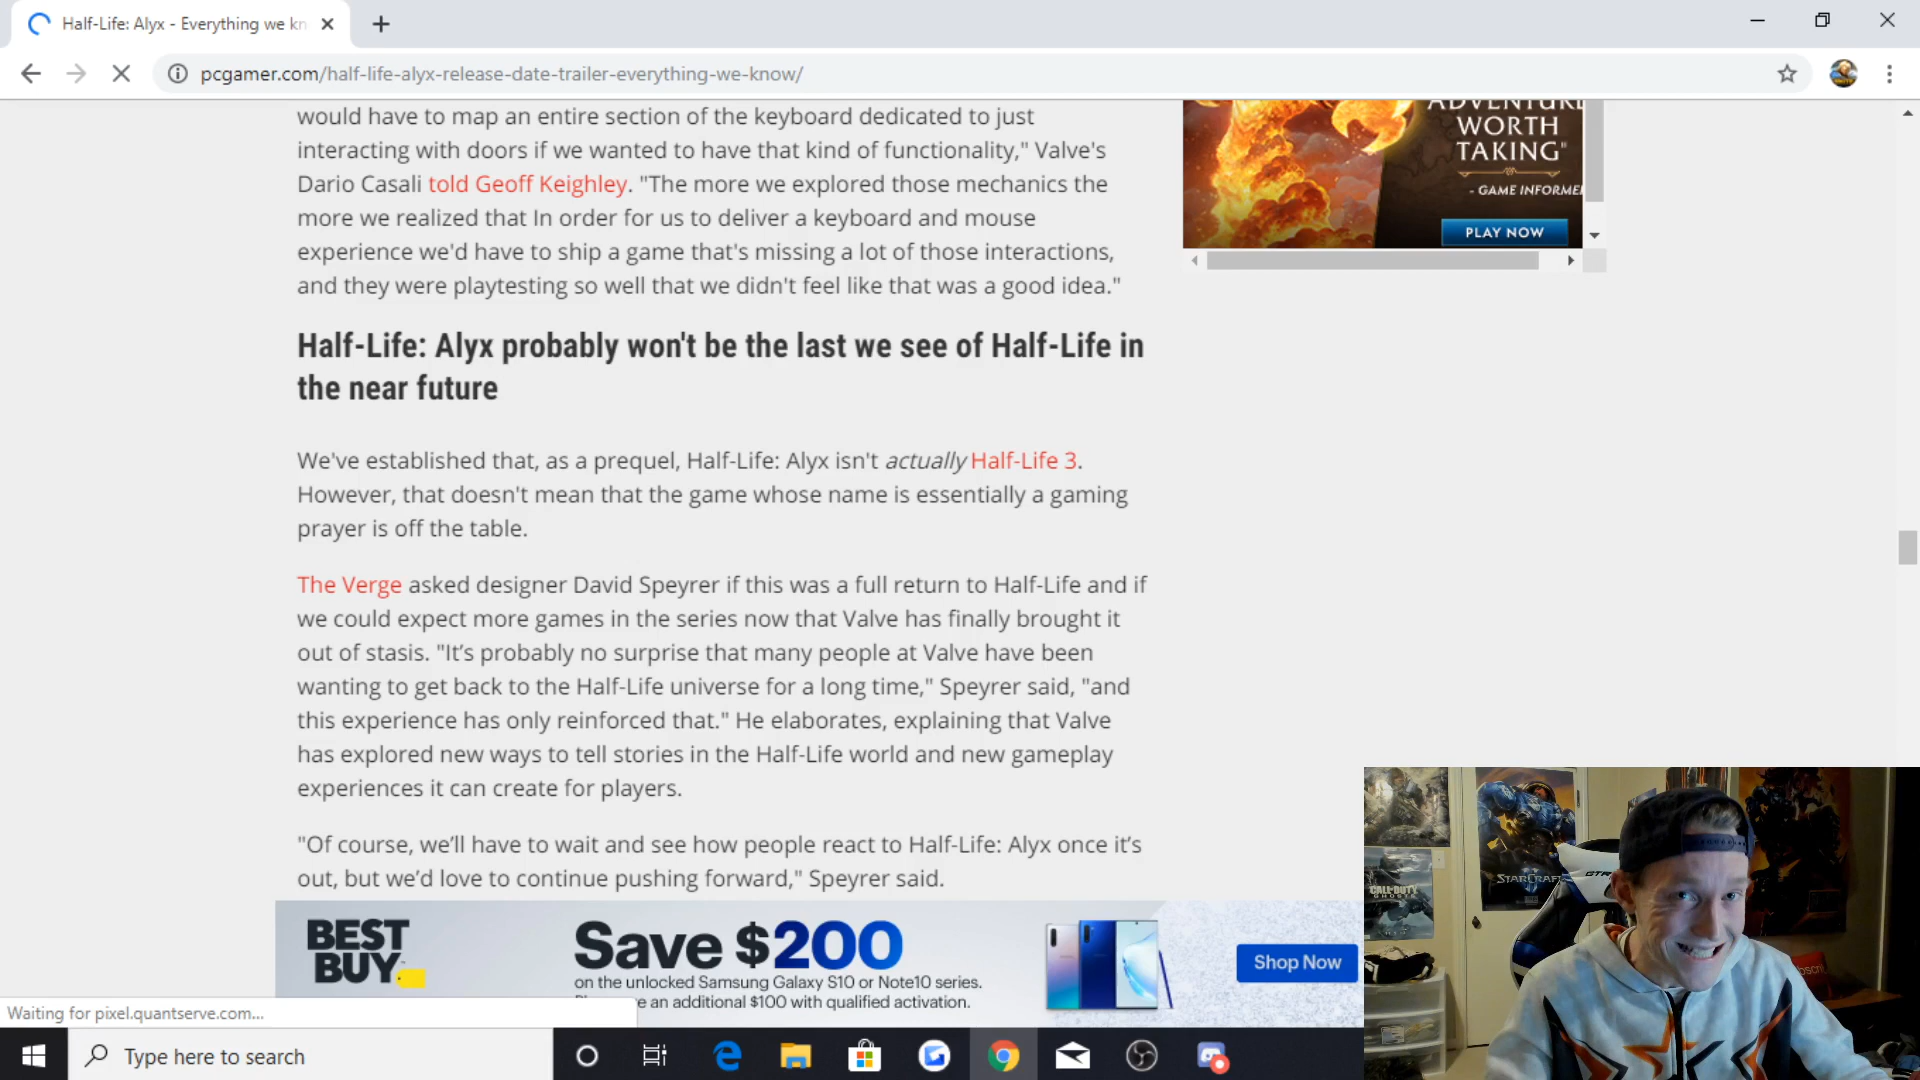 Half-Life: Alyx - Everything we kn
pcgamer.com/half-life-alyx-release-date-trailer-everything-we-know/
would have to map an entire section of the keyboard dedicated to just
interacting with doors if we wanted to have that kind of functionality," Valve's
Dario Casali told Geoff Keighley. "The more we explored those mechanics the
more we realized that In order for us to deliver a keyboard and mouse
experience we'd have to ship a game that's missing a lot of those interactions,
and they were playtesting so well that we didn't feel like that was a good idea."
ADVENTURE
WORTH
TAKING"
- GAME INFORMER
PLAY NOW
Half-Life: Alyx probably won't be the last we see of Half-Life in
the near future
We've established that, as a prequel, Half-Life: Alyx isn't actually Half-Life 3.
However, that doesn't mean that the game whose name is essentially a gaming
prayer is off the table.
The Verge asked designer David Speyrer if this was a full return to Half-Life and if
we could expect more games in the series now that Valve has finally brought it
out of stasis. "It’s probably no surprise that many people at Valve have been
wanting to get back to the Half-Life universe for a long time," Speyrer said, "and
this experience has only reinforced that." He elaborates, explaining that Valve
has explored new ways to tell stories in the Half-Life world and new gameplay
experiences it can create for players.
"Of course, we’ll have to wait and see how people react to Half-Life: Alyx once it’s
out, but we’d love to continue pushing forward," Speyrer said.
BEST
BUY
Save $200
on the unlocked Samsung Galaxy S10 or Note10 series.
e an additional $100 with qualified activation.
Shop Now
Waiting for pixel.quantserve.com...
Type here to search
STARCRAFT
CALL OF DUTY
GHOSTS
GTR